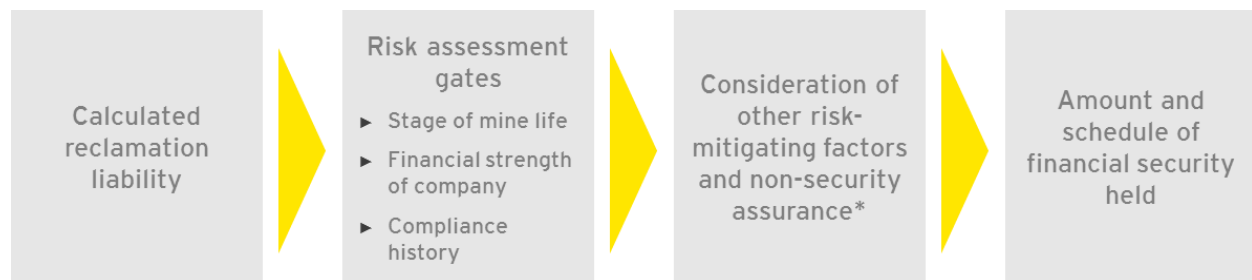 Calculated
reclamation
liability
Risk assessment
gates
► Stage of mine life
► Financial strength
of company
► Compliance
history
Consideration of
other risk-
mitigating factors
and non-security
assurance*
Amount and
schedule of
financial security
held